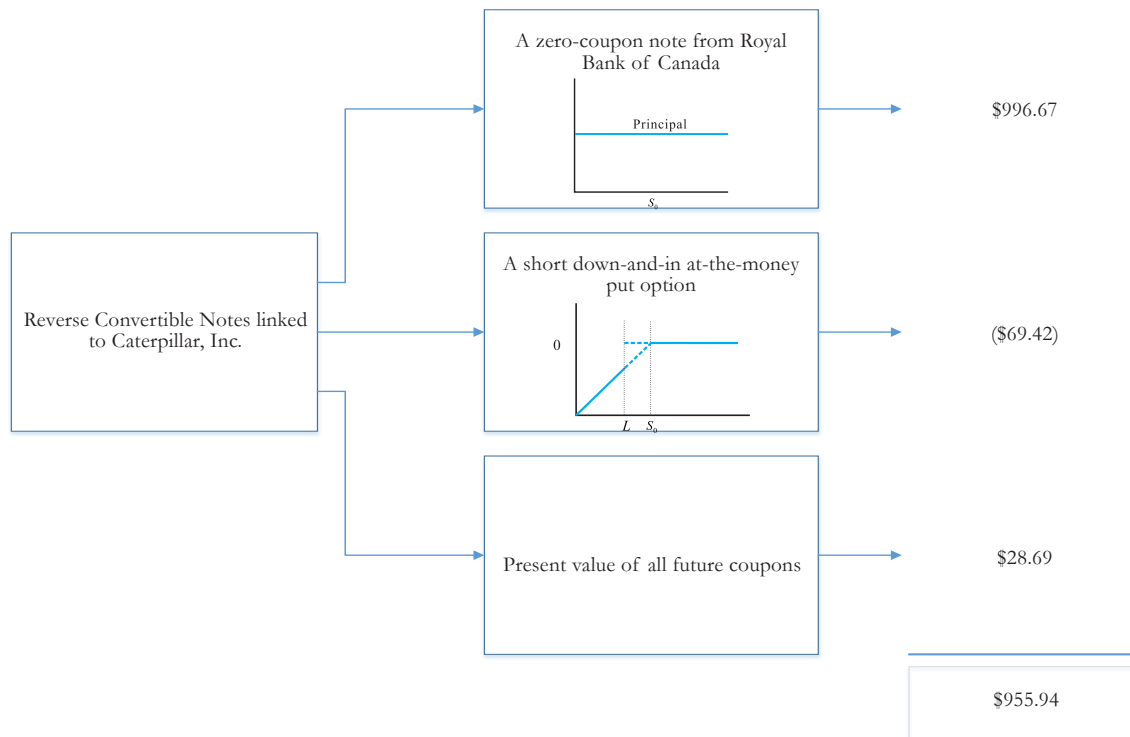 A zero-coupon note from Royal
Bank of Canada
Principal
S₀
$996.67
Reverse Convertible Notes linked
to Caterpillar, Inc.
A short down-and-in at-the-money
put option
0
L S₀
($69.42)
Present value of all future coupons
$28.69
$955.94